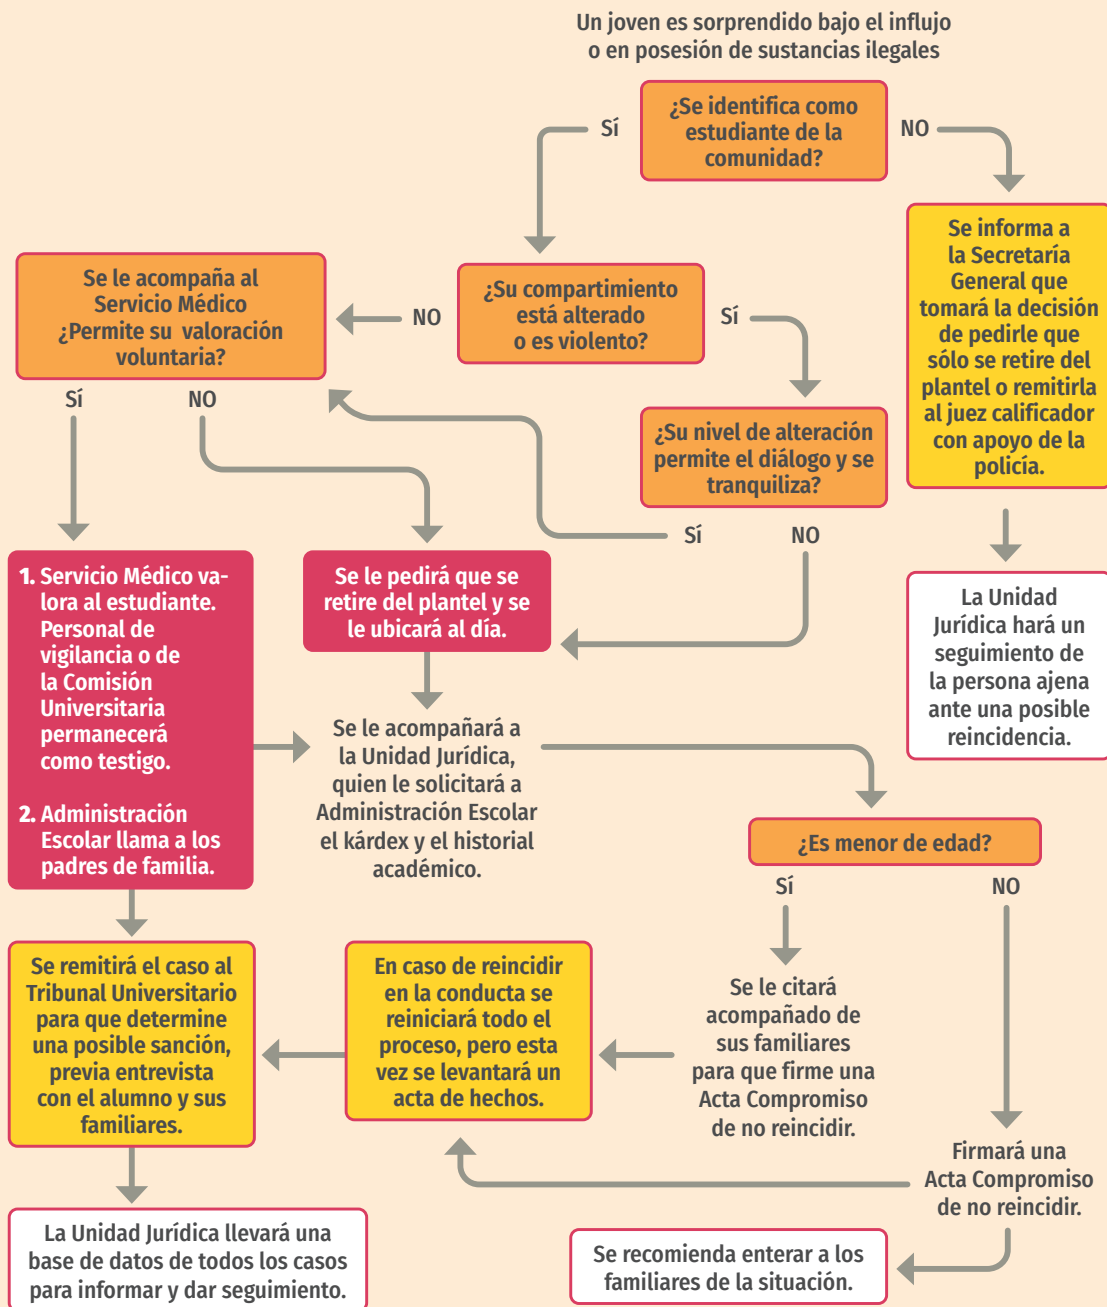 Un joven es sorprendido bajo el influjo
o en posesión de sustancias ilegales
¿Se identifica como
estudiante de la
comunidad?
Sí
NO
Se informa a
la Secretaría
General que
tomará la decisión
de pedirle que
sólo se retire del
plantel o remitirla
al juez calificador
con apoyo de la
policía.
La Unidad
Jurídica hará un
seguimiento de
la persona ajena
ante una posible
reincidencia.
¿Su compartimiento
está alterado
o es violento?
NO
Sí
Se le acompaña al
Servicio Médico
¿Permite su valoración
voluntaria?
Sí
NO
¿Su nivel de alteración
permite el diálogo y se
tranquiliza?
Sí
NO
1. Servicio Médico va-
lora al estudiante.
Personal de
vigilancia o de
la Comisión
Universitaria
permanecerá
como testigo.
2. Administración
Escolar llama a los
padres de familia.
Se le pedirá que se
retire del plantel y se
le ubicará al día.
Se le acompañará a
la Unidad Jurídica,
quien le solicitará a
Administración Escolar
el kárdex y el historial
académico.
¿Es menor de edad?
Sí
NO
Se le citará
acompañado de
sus familiares
para que firme una
Acta Compromiso
de no reincidir.
Firmará una
Acta Compromiso
de no reincidir.
En caso de reincidir
en la conducta se
reiniciará todo el
proceso, pero esta
vez se levantará un
acta de hechos.
Se remitirá el caso al
Tribunal Universitario
para que determine
una posible sanción,
previa entrevista
con el alumno y sus
familiares.
La Unidad Jurídica llevará una
base de datos de todos los casos
para informar y dar seguimiento.
Se recomienda enterar a los
familiares de la situación.